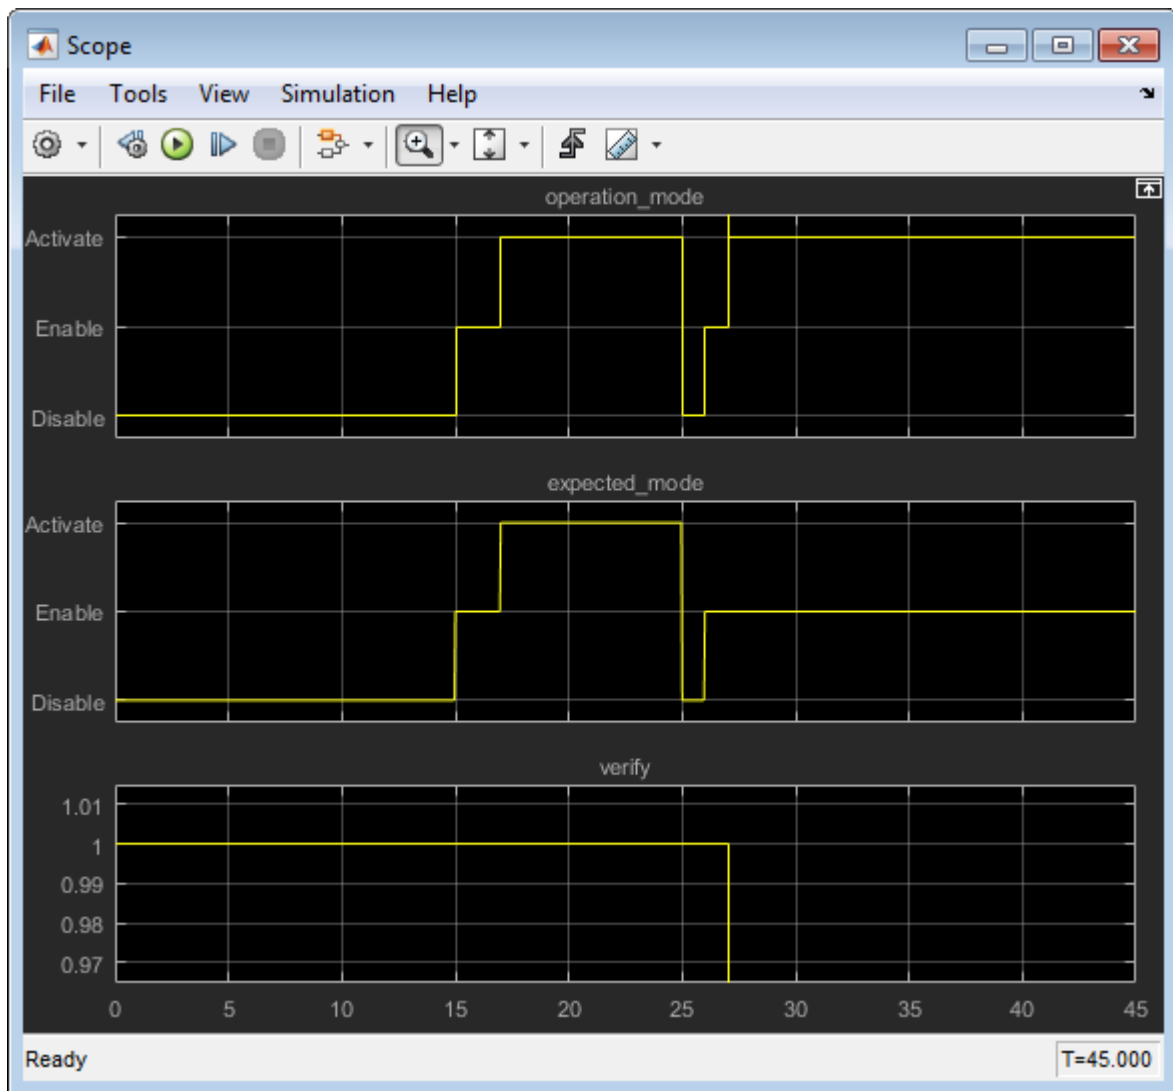 Scope
File Tools View Simulation Help
operation_mode
Activate
Enable
Disable
expected_mode
Activate
Enable
Disable
verify
1.01
1
0.99
0.98
0.97
0 5 10 15 20 25 30 35 40 45
Ready T=45.000